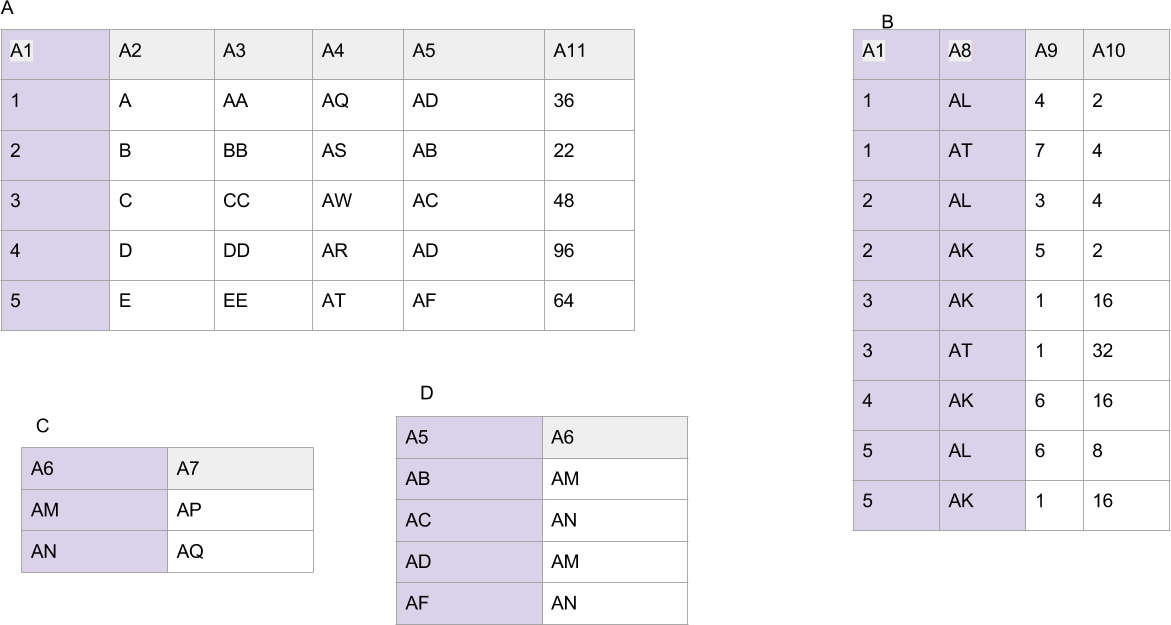 A
A1 A2 A3 A4 A5 A11
1 A AA AQ AD 36
2 B BB AS AB 22
3 C CC AW AC 48
4 D DD AR AD 96
5 E EE AT AF 64
B
A1 A8 A9 A10
1 AL 4 2
1 AT 7 4
2 AL 3 4
2 AK 5 2
3 AK 1 16
3 AT 1 32
4 AK 6 16
5 AL 6 8
5 AK 1 16
C
A6 A7
AM AP
AN AQ
D
A5 A6
AB AM
AC AN
AD AM
AF AN